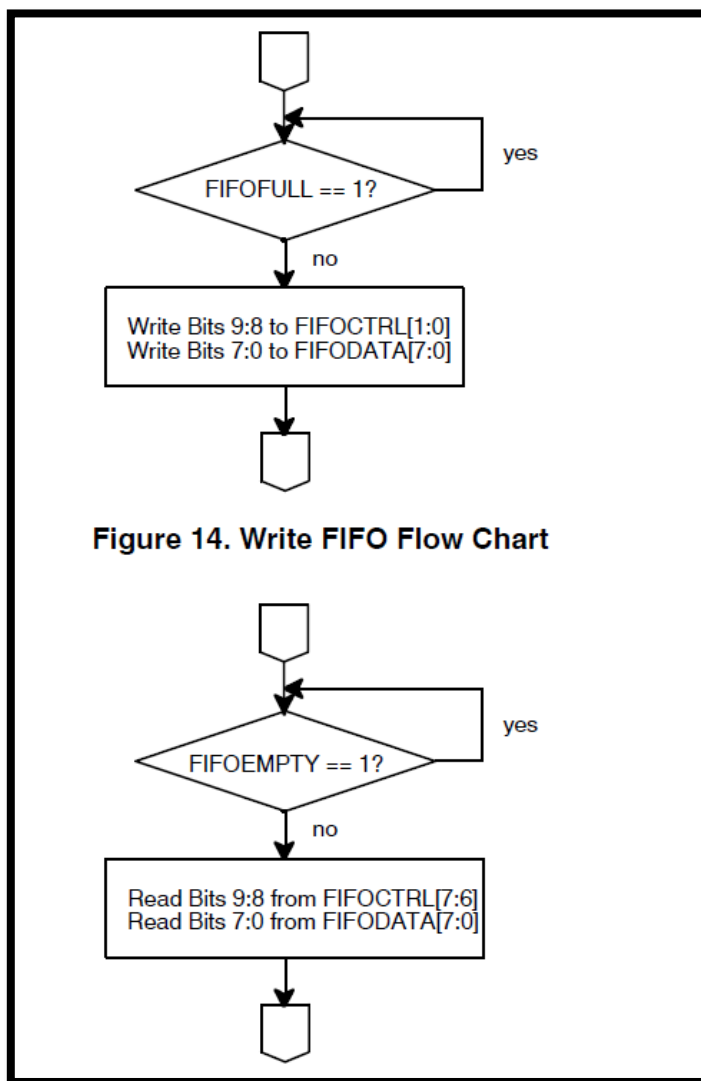 FIFOFULL == 1?
yes
no
Write Bits 9:8 to FIFOCTRL[1:0]
Write Bits 7:0 to FIFODATA[7:0]
Figure 14. Write FIFO Flow Chart
FIFOEMPTY == 1?
yes
no
Read Bits 9:8 from FIFOCTRL[7:6]
Read Bits 7:0 from FIFODATA[7:0]